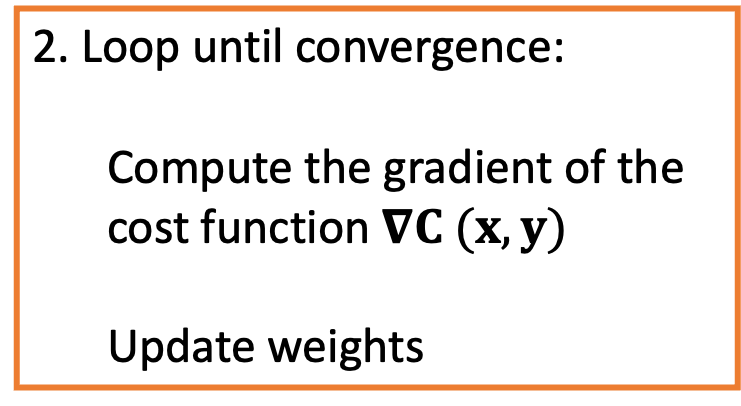 2. Loop until convergence:
Compute the gradient of the
cost function ∇C (x, y)
Update weights